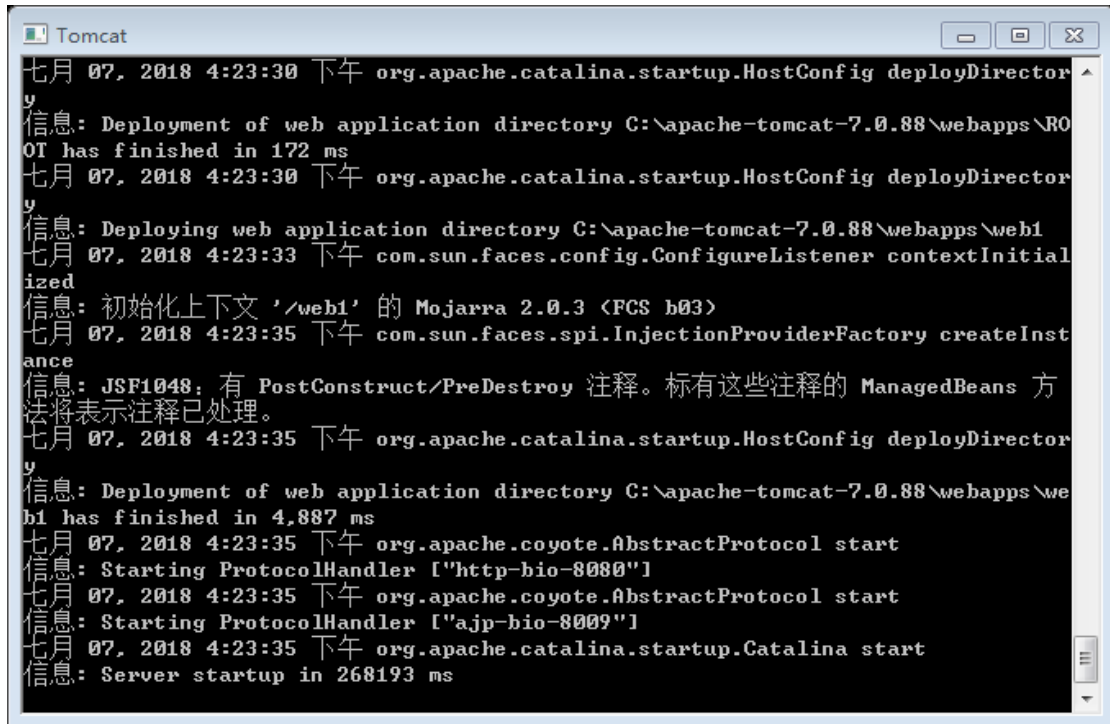 Tomcat
七月 07, 2018 4:23:30 下午 org.apache.catalina.startup.HostConfig deployDirector
y
信息: Deployment of web application directory C:\apache-tomcat-7.0.88\webapps\RO
OT has finished in 172 ms
七月 07, 2018 4:23:30 下午 org.apache.catalina.startup.HostConfig deployDirector
y
信息: Deploying web application directory C:\apache-tomcat-7.0.88\webapps\web1
七月 07, 2018 4:23:33 下午 com.sun.faces.config.ConfigureListener contextInitial
ized
信息: 初始化上下文 '/web1' 的 Mojarra 2.0.3 (FCS b03)
七月 07, 2018 4:23:35 下午 com.sun.faces.spi.InjectionProviderFactory createInst
ance
信息: JSF1048：有 PostConstruct/PreDestroy 注释。标有这些注释的 ManagedBeans 方
法将表示注释已处理。
七月 07, 2018 4:23:35 下午 org.apache.catalina.startup.HostConfig deployDirector
y
信息: Deployment of web application directory C:\apache-tomcat-7.0.88\webapps\we
b1 has finished in 4,887 ms
七月 07, 2018 4:23:35 下午 org.apache.coyote.AbstractProtocol start
信息: Starting ProtocolHandler ["http-bio-8080"]
七月 07, 2018 4:23:35 下午 org.apache.coyote.AbstractProtocol start
信息: Starting ProtocolHandler ["ajp-bio-8009"]
七月 07, 2018 4:23:35 下午 org.apache.catalina.startup.Catalina start
信息: Server startup in 268193 ms